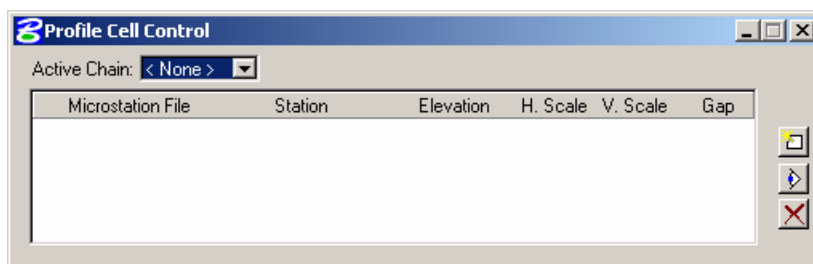 Profile Cell Control
Active Chain: < None >
Microstation File Station Elevation H. Scale V. Scale Gap